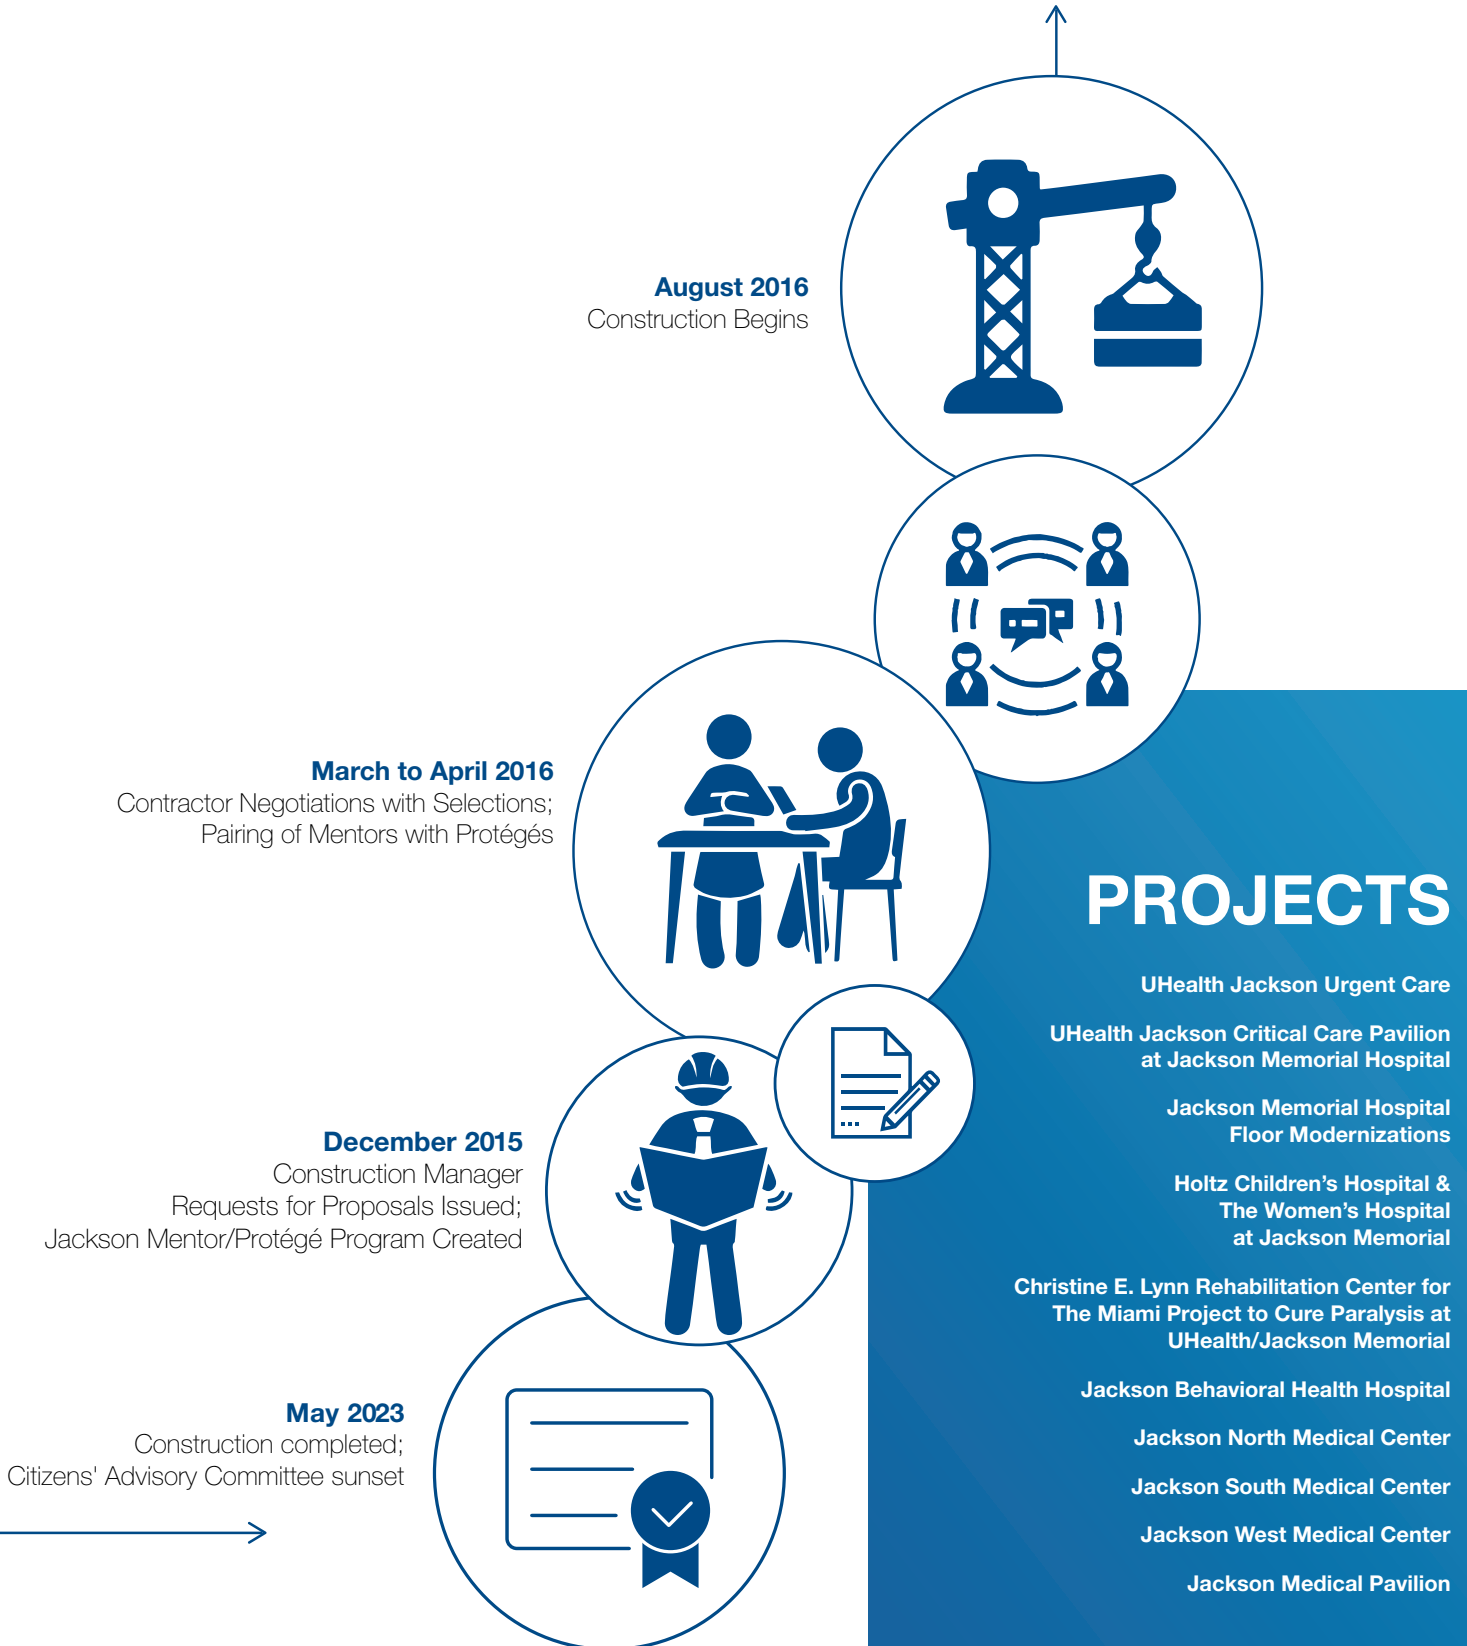 August 2016
Construction Begins
March to April 2016
Contractor Negotiations with Selections;
Pairing of Mentors with Protégés
December 2015
Construction Manager
Requests for Proposals Issued;
Jackson Mentor/Protégé Program Created
May 2023
Construction completed;
Citizens' Advisory Committee sunset
PROJECTS
UHealth Jackson Urgent Care
UHealth Jackson Critical Care Pavilion
at Jackson Memorial Hospital
Jackson Memorial Hospital
Floor Modernizations
Holtz Children’s Hospital &
The Women’s Hospital
at Jackson Memorial
Christine E. Lynn Rehabilitation Center for
The Miami Project to Cure Paralysis at
UHealth/Jackson Memorial
Jackson Behavioral Health Hospital
Jackson North Medical Center
Jackson South Medical Center
Jackson West Medical Center
Jackson Medical Pavilion